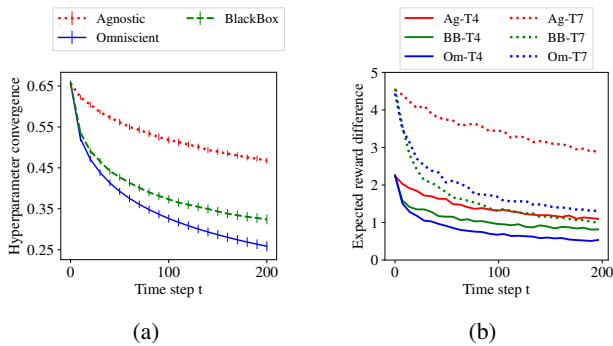 Agnostic
BlackBox
Omniscient
Hyperparameter convergence
0.65
0.55
0.45
0.35
0.25
0
100
200
Time step t
(a)
Ag-T4
Ag-T7
BB-T4
BB-T7
Om-T4
Om-T7
Expected reward difference
5
4
3
2
1
0
0
100
200
Time step t
(b)